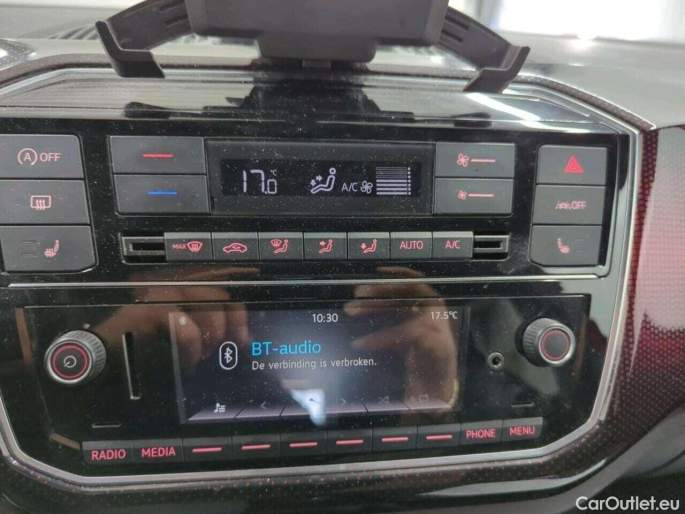 OFF
17.0 °C A/C
OFF
MAX AUTO A/C
10:30 17.5°C
BT-audio
De verbinding is verbroken.
RADIO MEDIA PHONE MENU
CarOutlet.eu